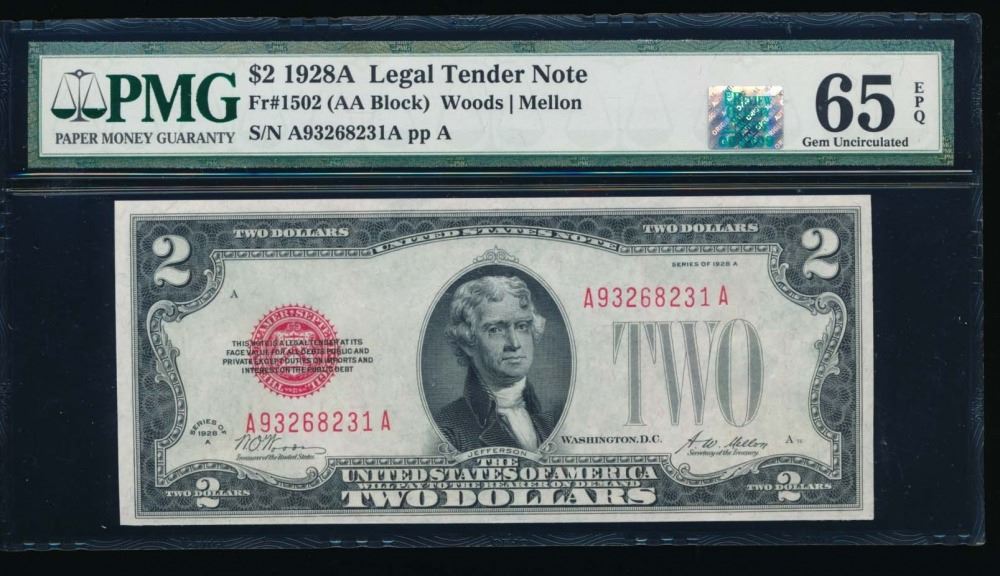 PMG
PAPER MONEY GUARANTY
$2 1928A Legal Tender Note
Fr#1502 (AA Block) Woods | Mellon
S/N A93268231A pp A
65
EPQ
Gem Uncirculated
2
TWO DOLLARS
UNITED STATES NOTE
TWO DOLLARS
2
SERIES OF 1928 A
A
A93268231 A
THIS NOTE IS A LEGAL TENDER AT ITS
FACE VALUE FOR ALL DEBTS PUBLIC AND
PRIVATE EXCEPT DUTIES ON IMPORTS AND
INTEREST ON THE PUBLIC DEBT
TWO
A93268231 A
SERIES OF
1928
A
W.O. Woods
Treasurer of the United States
JEFFERSON
WASHINGTON, D.C.
A.W. Mellon
Secretary of the Treasury
A
THE
UNITED STATES OF AMERICA
WILL PAY TO THE BEARER ON DEMAND
TWO DOLLARS
2
TWO DOLLARS
2
TWO DOLLARS